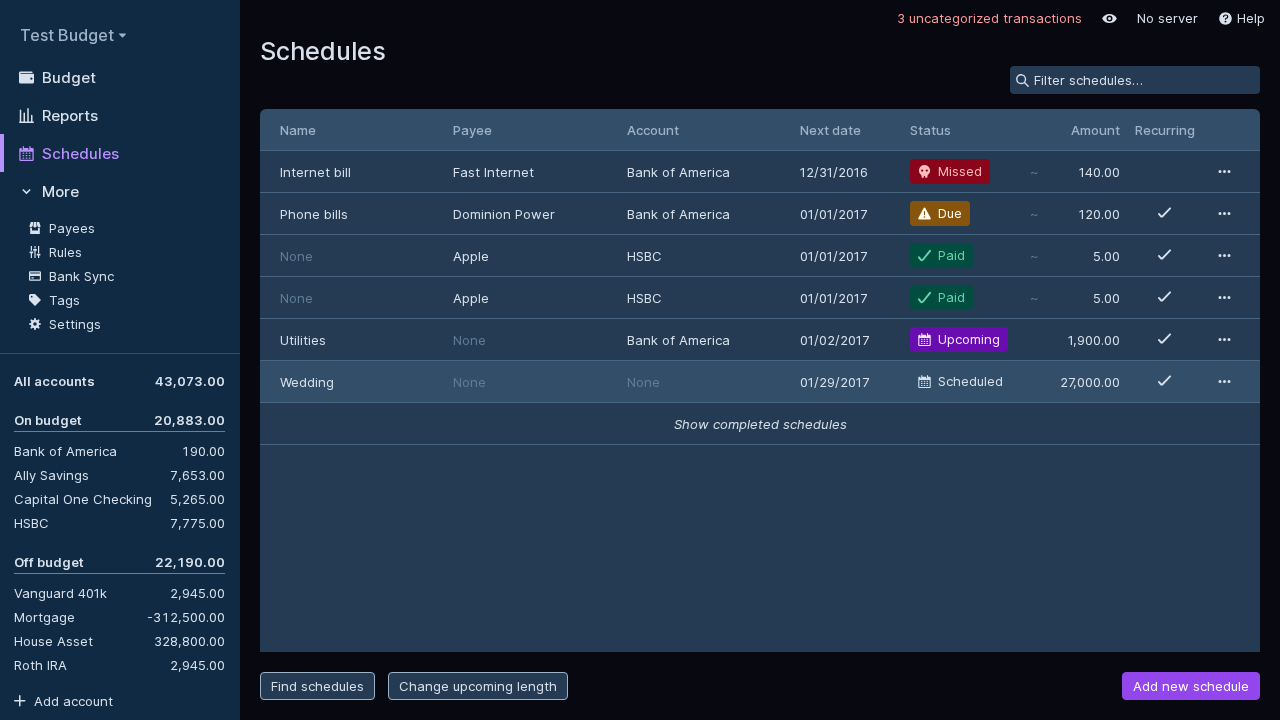 Test Budget
Budget
Reports
Schedules
More
Payees
Rules
Bank Sync
Tags
Settings
All accounts 43,073.00
On budget 20,883.00
Bank of America 190.00
Ally Savings 7,653.00
Capital One Checking 5,265.00
HSBC 7,775.00
Off budget 22,190.00
Vanguard 401k 2,945.00
Mortgage -312,500.00
House Asset 328,800.00
Roth IRA 2,945.00
Add account
3 uncategorized transactions No server Help
Schedules
Filter schedules…
Name Payee Account Next date Status Amount Recurring
Internet bill Fast Internet Bank of America 12/31/2016 Missed ~ 140.00
Phone bills Dominion Power Bank of America 01/01/2017 Due ~ 120.00
None Apple HSBC 01/01/2017 Paid ~ 5.00
None Apple HSBC 01/01/2017 Paid ~ 5.00
Utilities None Bank of America 01/02/2017 Upcoming 1,900.00
Wedding None None 01/29/2017 Scheduled 27,000.00
Show completed schedules
Find schedules Change upcoming length Add new schedule